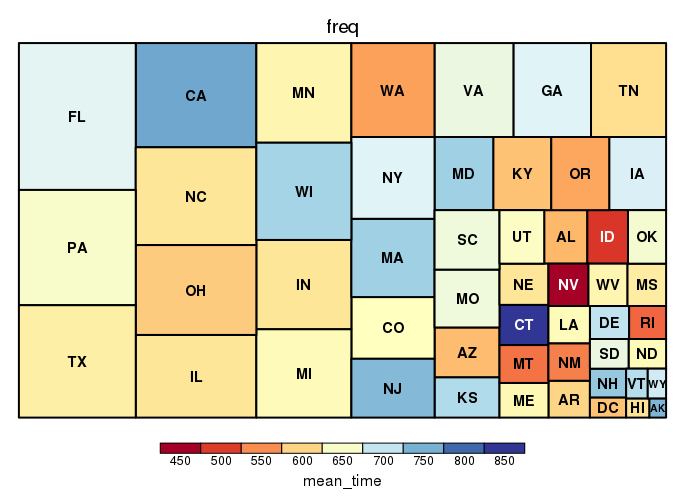 freq
FL
CA
MN
WA
VA
GA
TN
PA
NC
WI
NY
MD
KY
OR
IA
TX
OH
IN
MA
SC
UT
AL
ID
OK
IL
MI
CO
MO
NE
NV
WV
MS
NJ
AZ
CT
LA
DE
RI
KS
MT
NM
SD
ND
ME
AR
NH
VT
WY
DC
HI
AK
450 500 550 600 650 700 750 800 850
mean_time